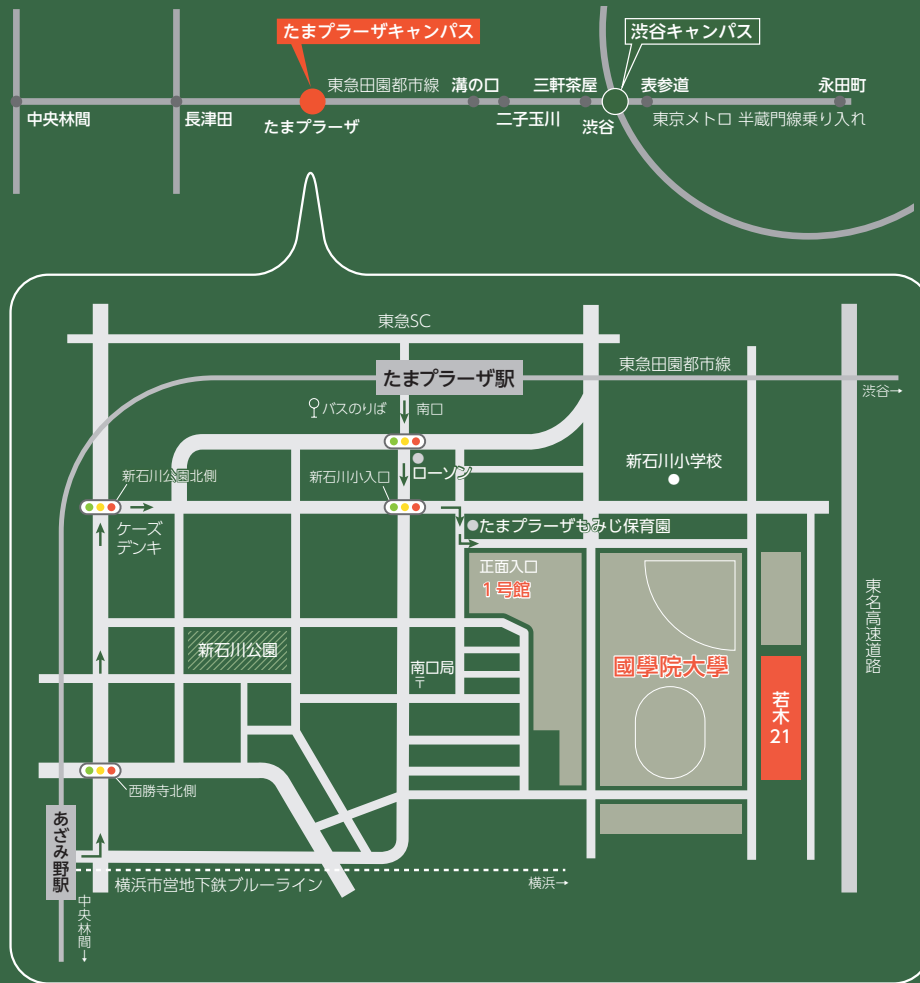 たまプラーザキャンパス
渋谷キャンパス
東急田園都市線
溝の口
三軒茶屋
表参道
永田町
中央林間
長津田
たまプラーザ
二子玉川
渋谷
東京メトロ 半蔵門線乗り入れ
東急SC
東急田園都市線
たまプラーザ駅
渋谷→
バスのりば
南口
新石川小学校
新石川公園北側
新石川小入口
ローソン
ケーズ
デンキ
たまプラーザもみじ保育園
正面入口
1号館
東名高速道路
新石川公園
南口局
〒
國學院大學
若木
21
西勝寺北側
あざみ野駅
横浜市営地下鉄ブルーライン
横浜→
中央林間→